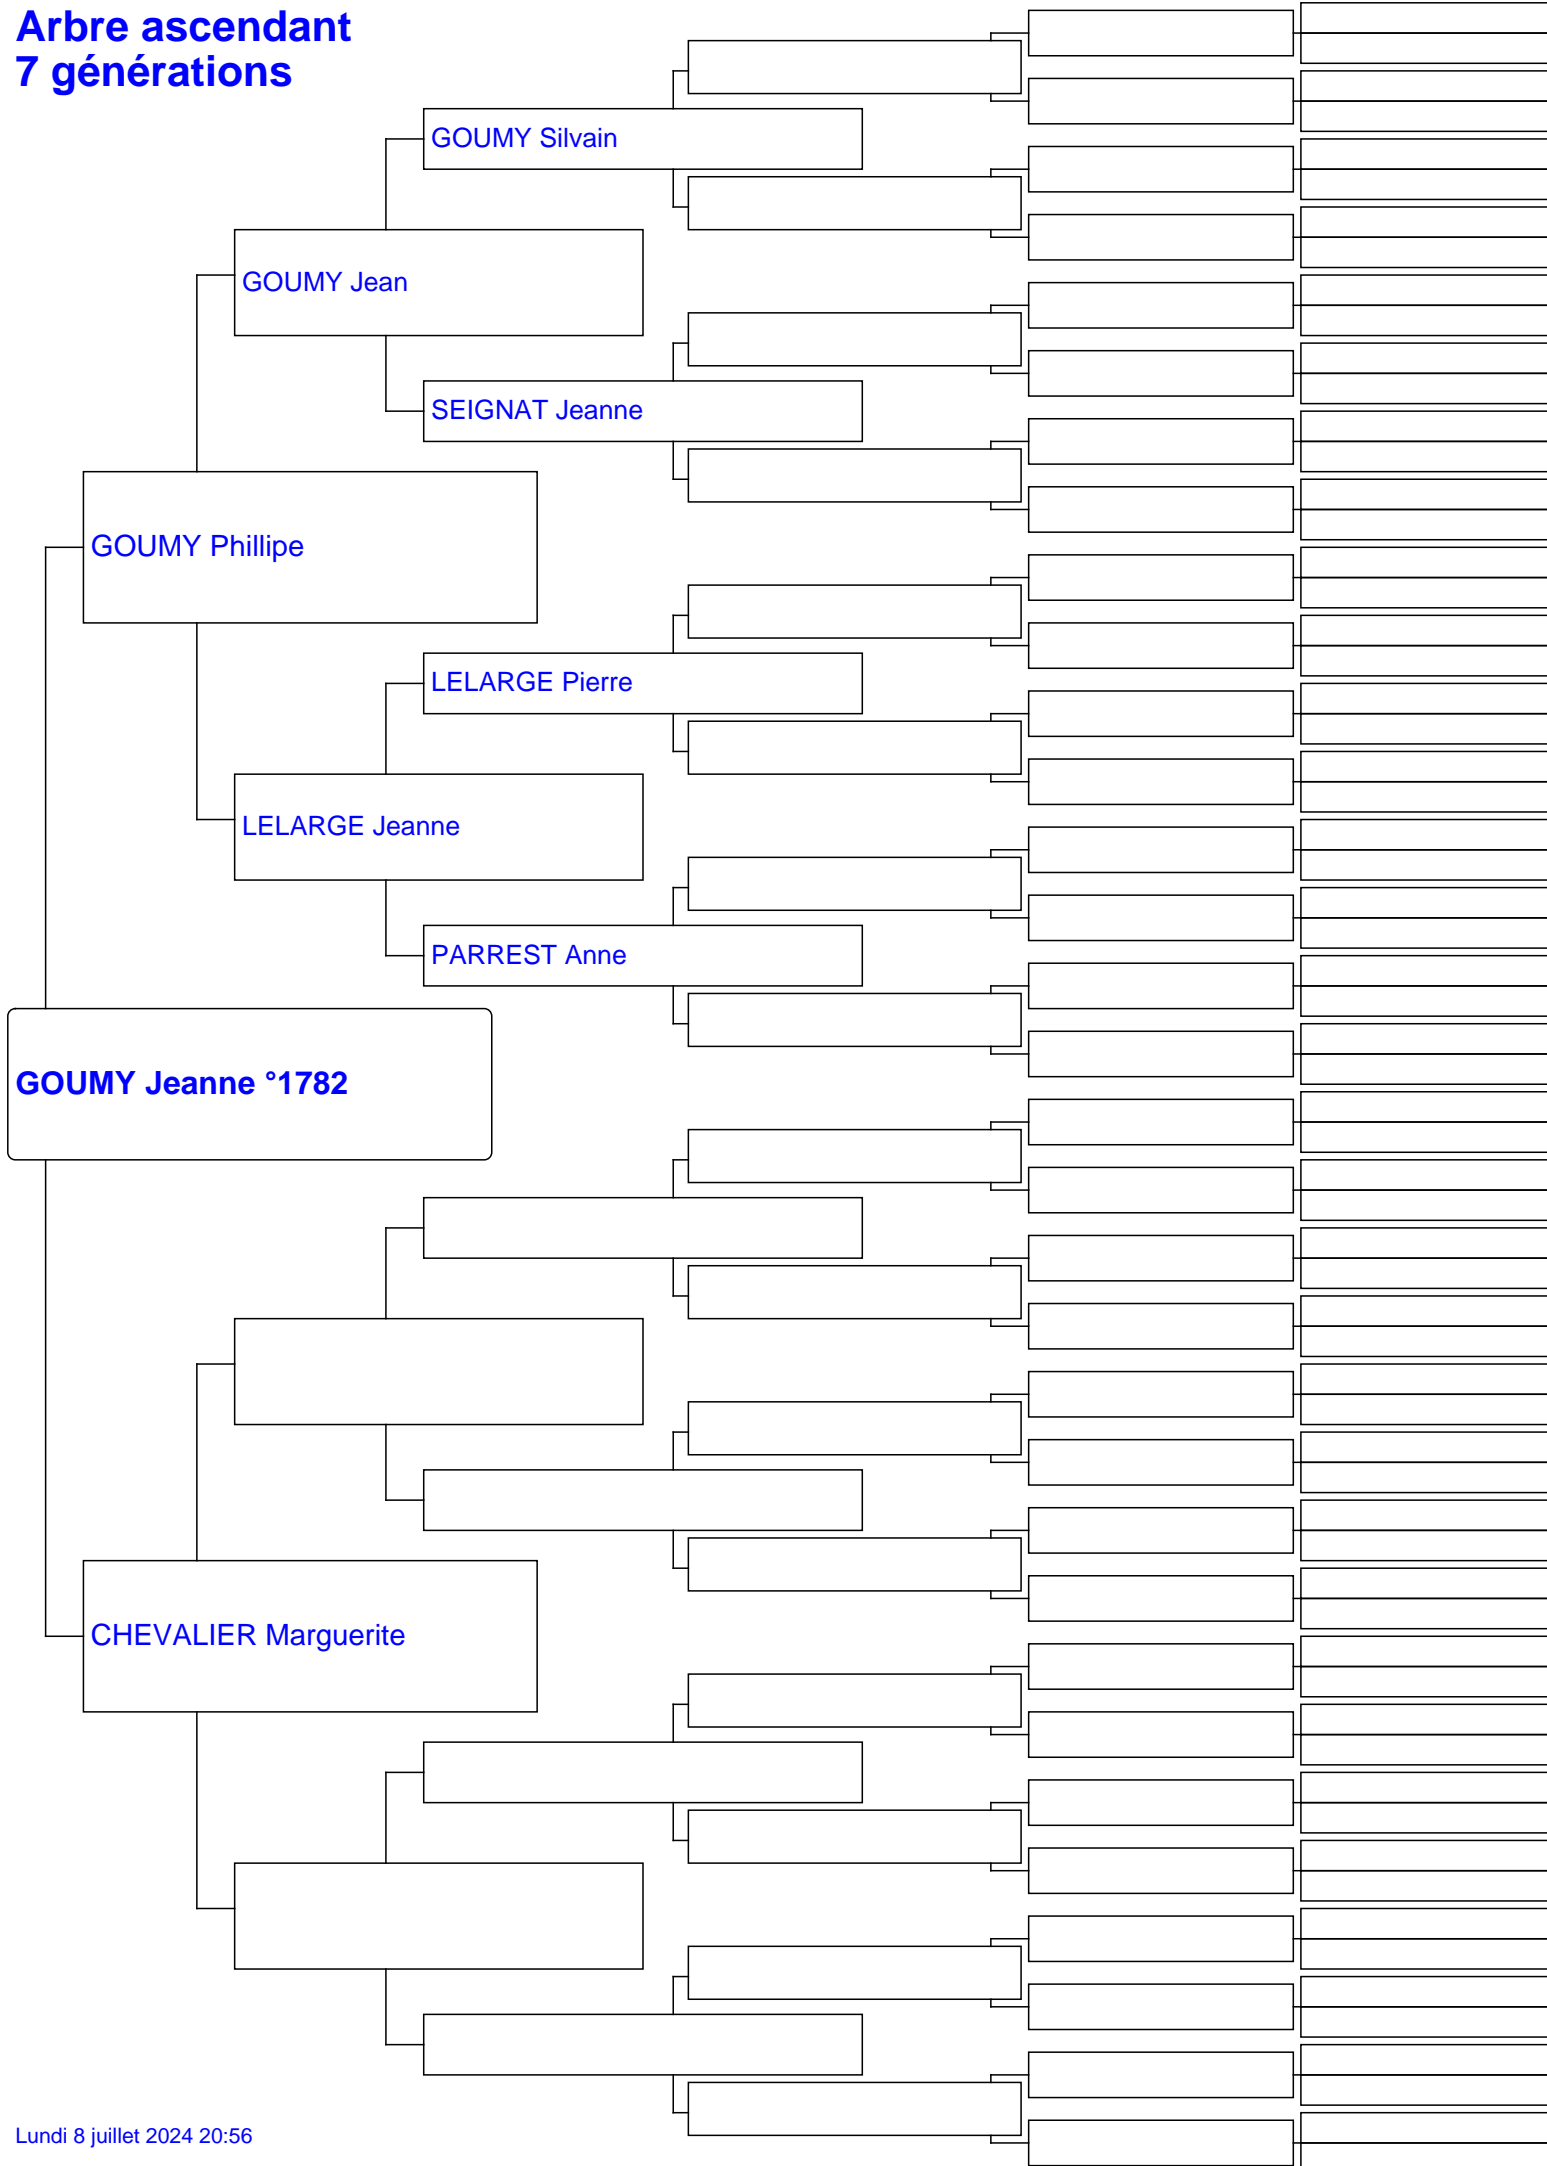 Arbre ascendant
7 générations
GOUMY Silvain
GOUMY Jean
SEIGNAT Jeanne
GOUMY Phillipe
LELARGE Pierre
LELARGE Jeanne
PARREST Anne
GOUMY Jeanne °1782
CHEVALIER Marguerite
Lundi 8 juillet 2024 20:56